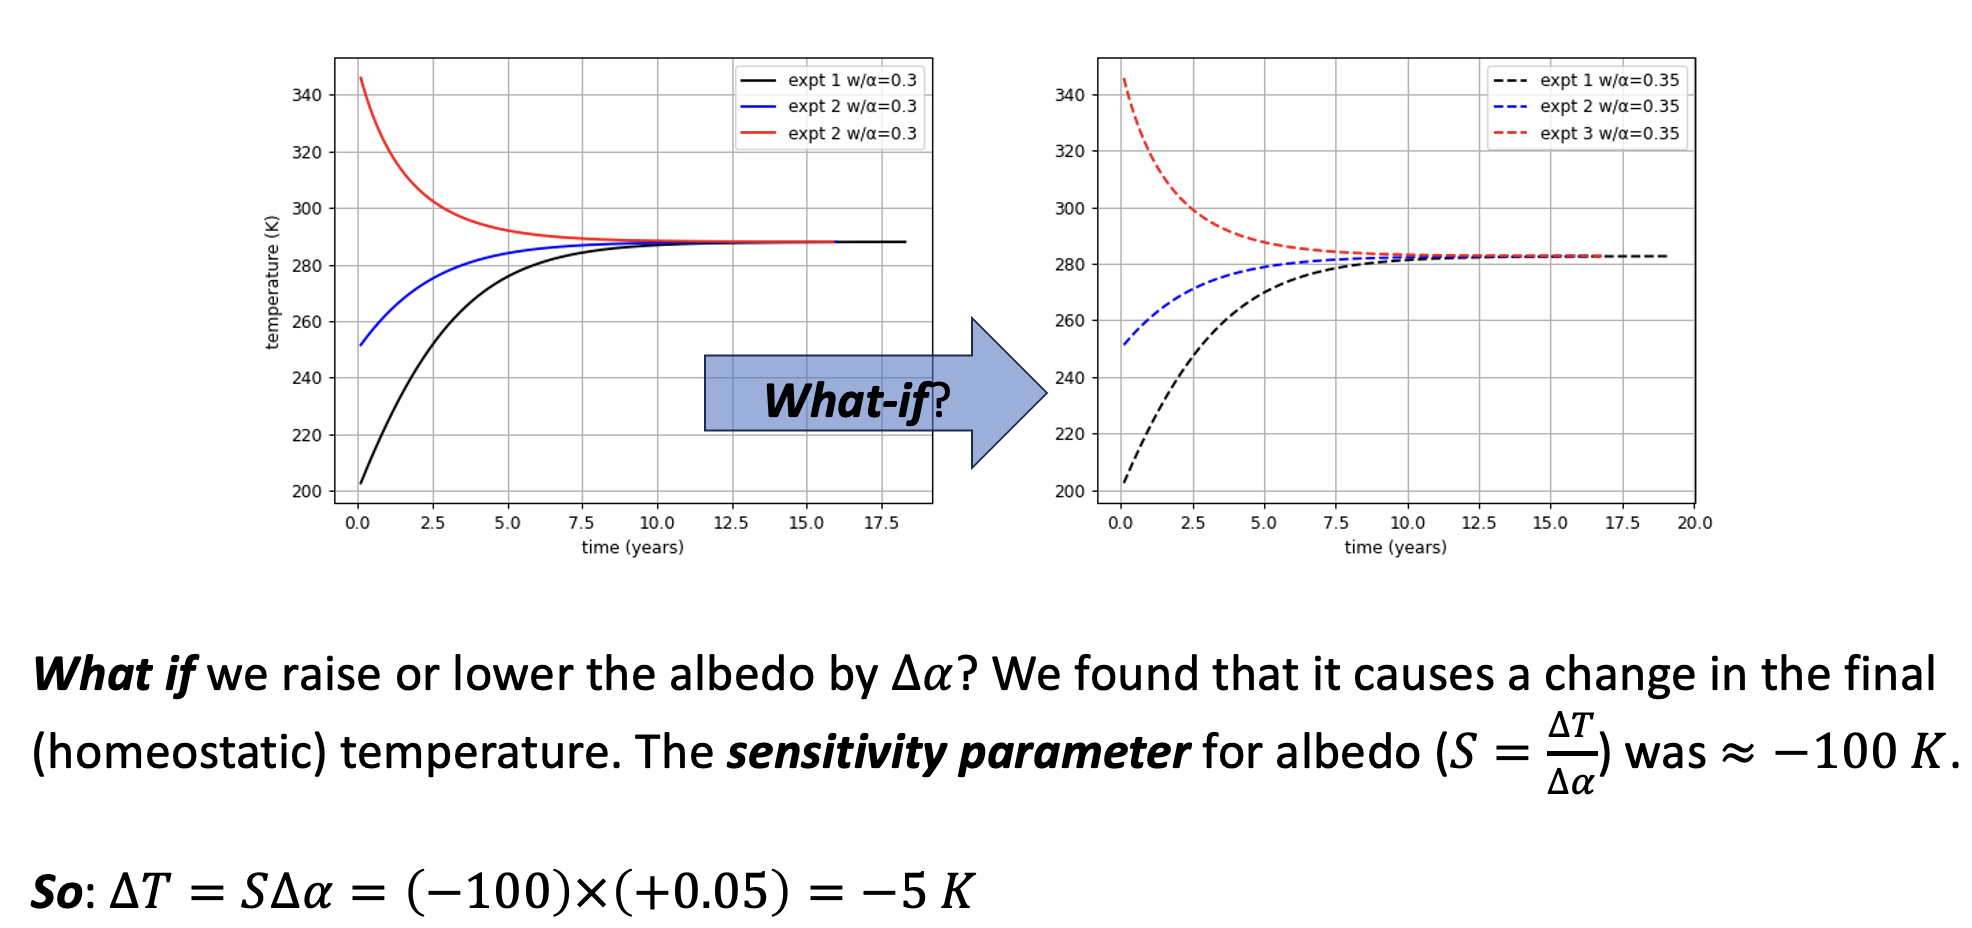 340
320
300
280
260
240
220
200
temperature (K)
0.0 2.5 5.0 7.5 10.0 12.5 15.0 17.5
time (years)
expt 1 w/α=0.3
expt 2 w/α=0.3
expt 2 w/α=0.3
What-if?
340
320
300
280
260
240
220
200
0.0 2.5 5.0 7.5 10.0 12.5 15.0 17.5 20.0
time (years)
expt 1 w/α=0.35
expt 2 w/α=0.35
expt 3 w/α=0.35
What if we raise or lower the albedo by Δα? We found that it causes a change in the final
(homeostatic) temperature. The sensitivity parameter for albedo (S = ΔT/Δα) was ≈ −100 K.
So: ΔT = SΔα = (−100)×(+0.05) = −5 K